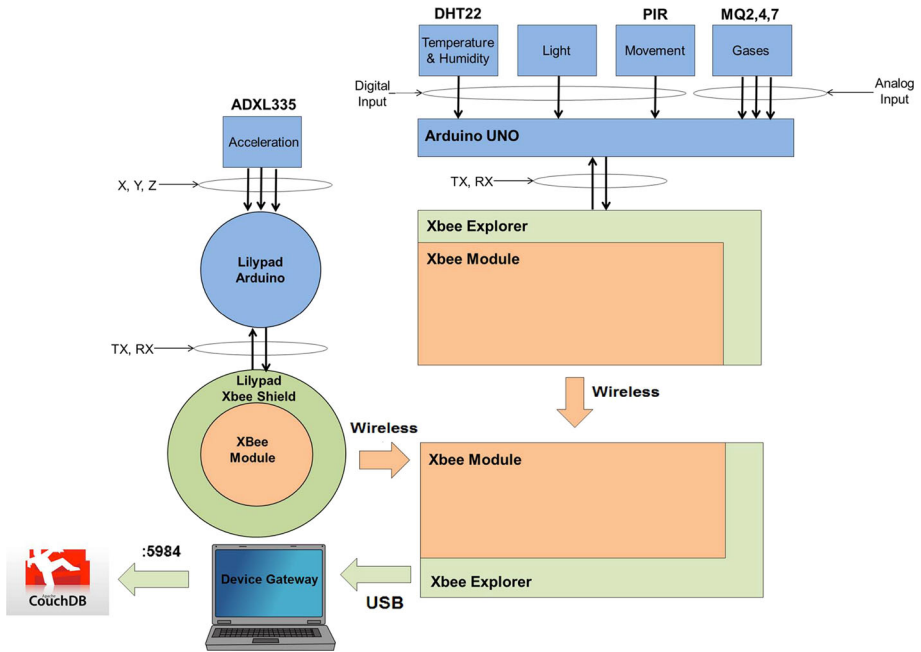 DHT22
PIR
MQ2,4,7
Temperature
& Humidity
Light
Movement
Gases
Digital
Input
Analog
Input
ADXL335
Acceleration
Arduino UNO
X, Y, Z
TX, RX
Xbee Explorer
Xbee Module
Lilypad
Arduino
TX, RX
Lilypad
Xbee Shield
XBee
Module
Wireless
Wireless
Xbee Module
Xbee Explorer
:5984
Device Gateway
USB
Apache
CouchDB